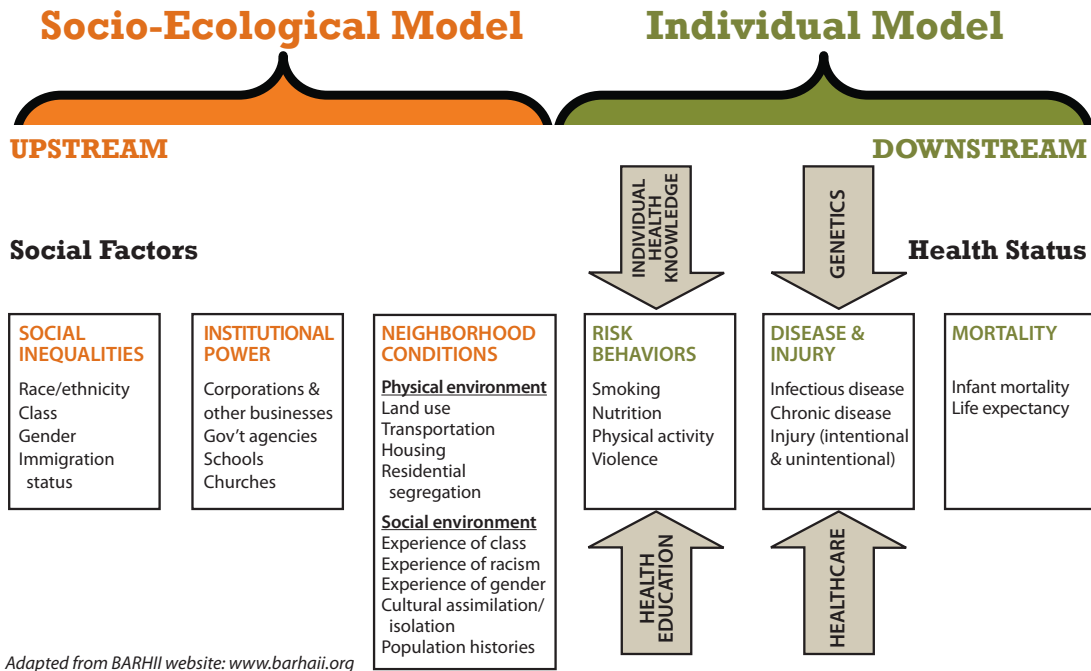 Socio-Ecological Model
Individual Model
UPSTREAM
DOWNSTREAM
INDIVIDUAL
HEALTH
KNOWLEDGE
GENETICS
Social Factors
Health Status
SOCIAL
INEQUALITIES
Race/ethnicity
Class
Gender
Immigration
status
INSTITUTIONAL
POWER
Corporations &
other businesses
Gov't agencies
Schools
Churches
NEIGHBORHOOD
CONDITIONS
Physical environment
Land use
Transportation
Housing
Residential
segregation
Social environment
Experience of class
Experience of racism
Experience of gender
Cultural assimilation/
isolation
Population histories
RISK
BEHAVIORS
Smoking
Nutrition
Physical activity
Violence
DISEASE &
INJURY
Infectious disease
Chronic disease
Injury (intentional
& unintentional)
MORTALITY
Infant mortality
Life expectancy
HEALTH
EDUCATION
HEALTHCARE
Adapted from BARHII website: www.barhaii.org